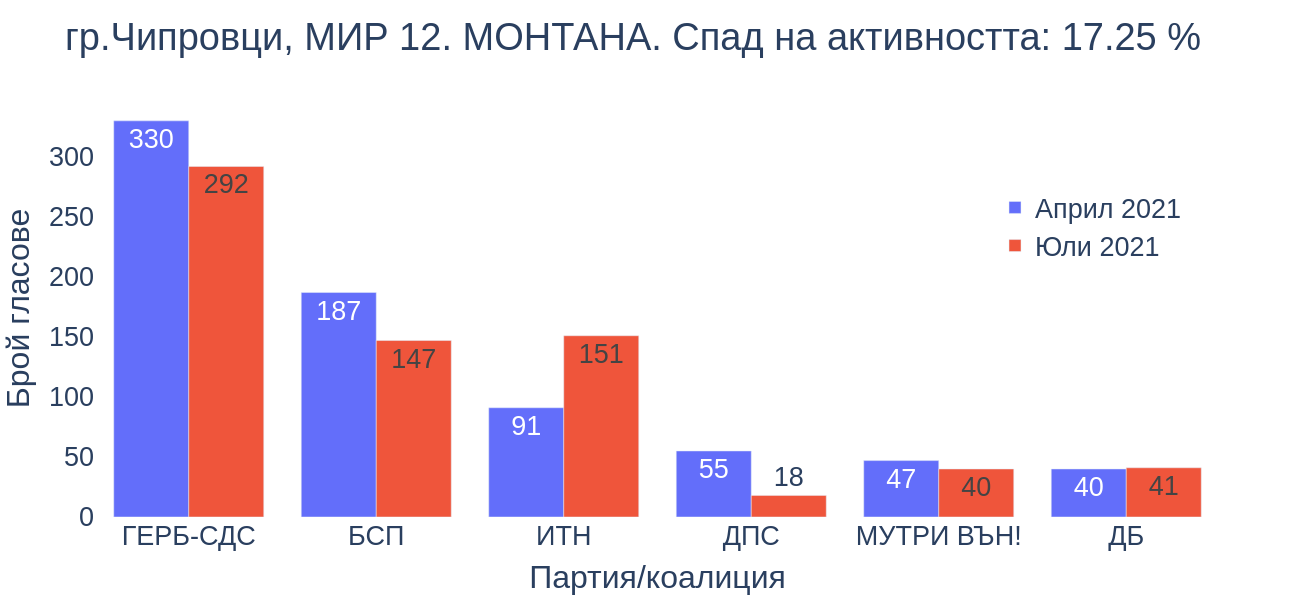 гр.Чипровци, МИР 12. МОНТАНА. Спад на активността: 17.25 %
Брой гласове
300
250
200
150
100
50
0
330
292
187
147
91
151
55
18
47
40
40
41
Април 2021
Юли 2021
ГЕРБ-СДС
БСП
ИТН
ДПС
МУТРИ ВЪН!
ДБ
Партия/коалиция